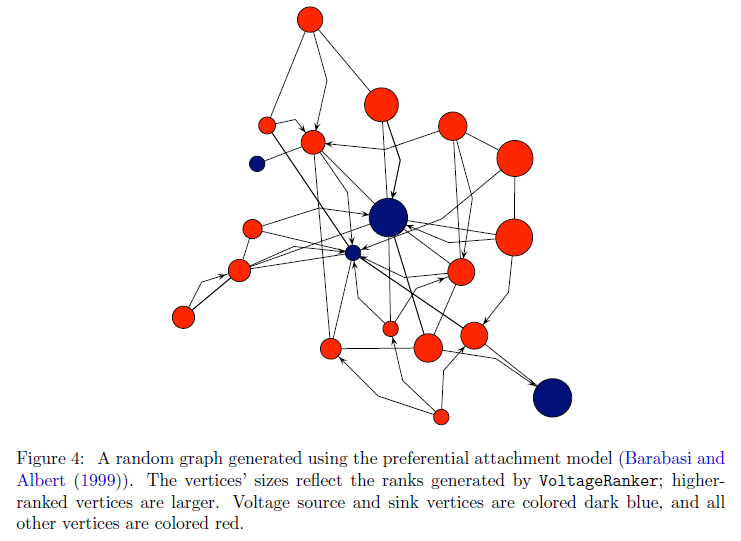 Figure 4: A random graph generated using the preferential attachment model (Barabasi and
Albert (1999)). The vertices' sizes reflect the ranks generated by VoltageRanker; higher-
ranked vertices are larger. Voltage source and sink vertices are colored dark blue, and all
other vertices are colored red.